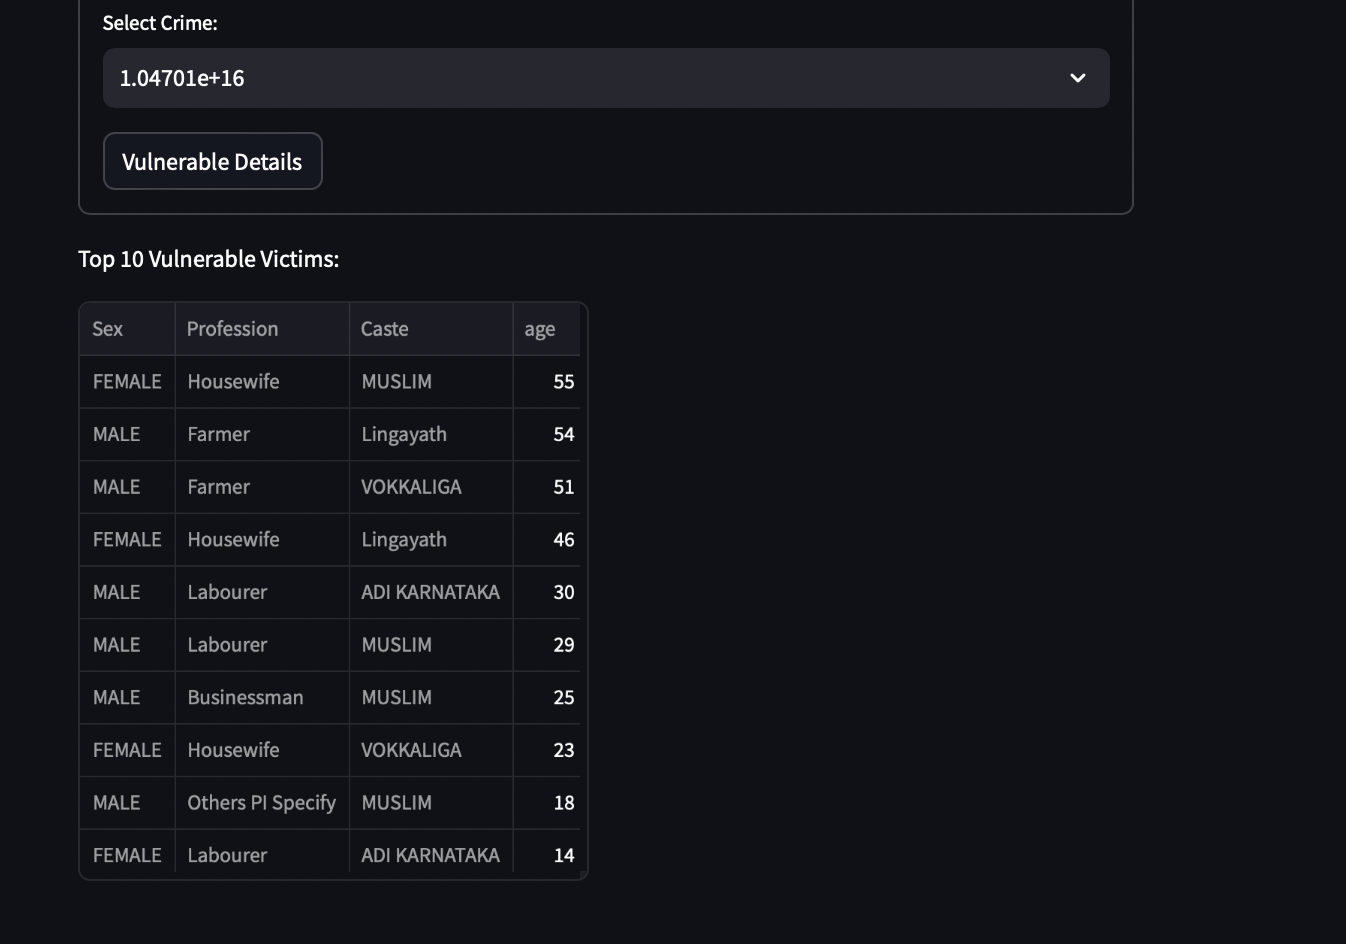 Select Crime:
1.04701e+16
Vulnerable Details
Top 10 Vulnerable Victims:
Sex Profession Caste age
FEMALE Housewife MUSLIM 55
MALE Farmer Lingayath 54
MALE Farmer VOKKALIGA 51
FEMALE Housewife Lingayath 46
MALE Labourer ADI KARNATAKA 30
MALE Labourer MUSLIM 29
MALE Businessman MUSLIM 25
FEMALE Housewife VOKKALIGA 23
MALE Others PI Specify MUSLIM 18
FEMALE Labourer ADI KARNATAKA 14